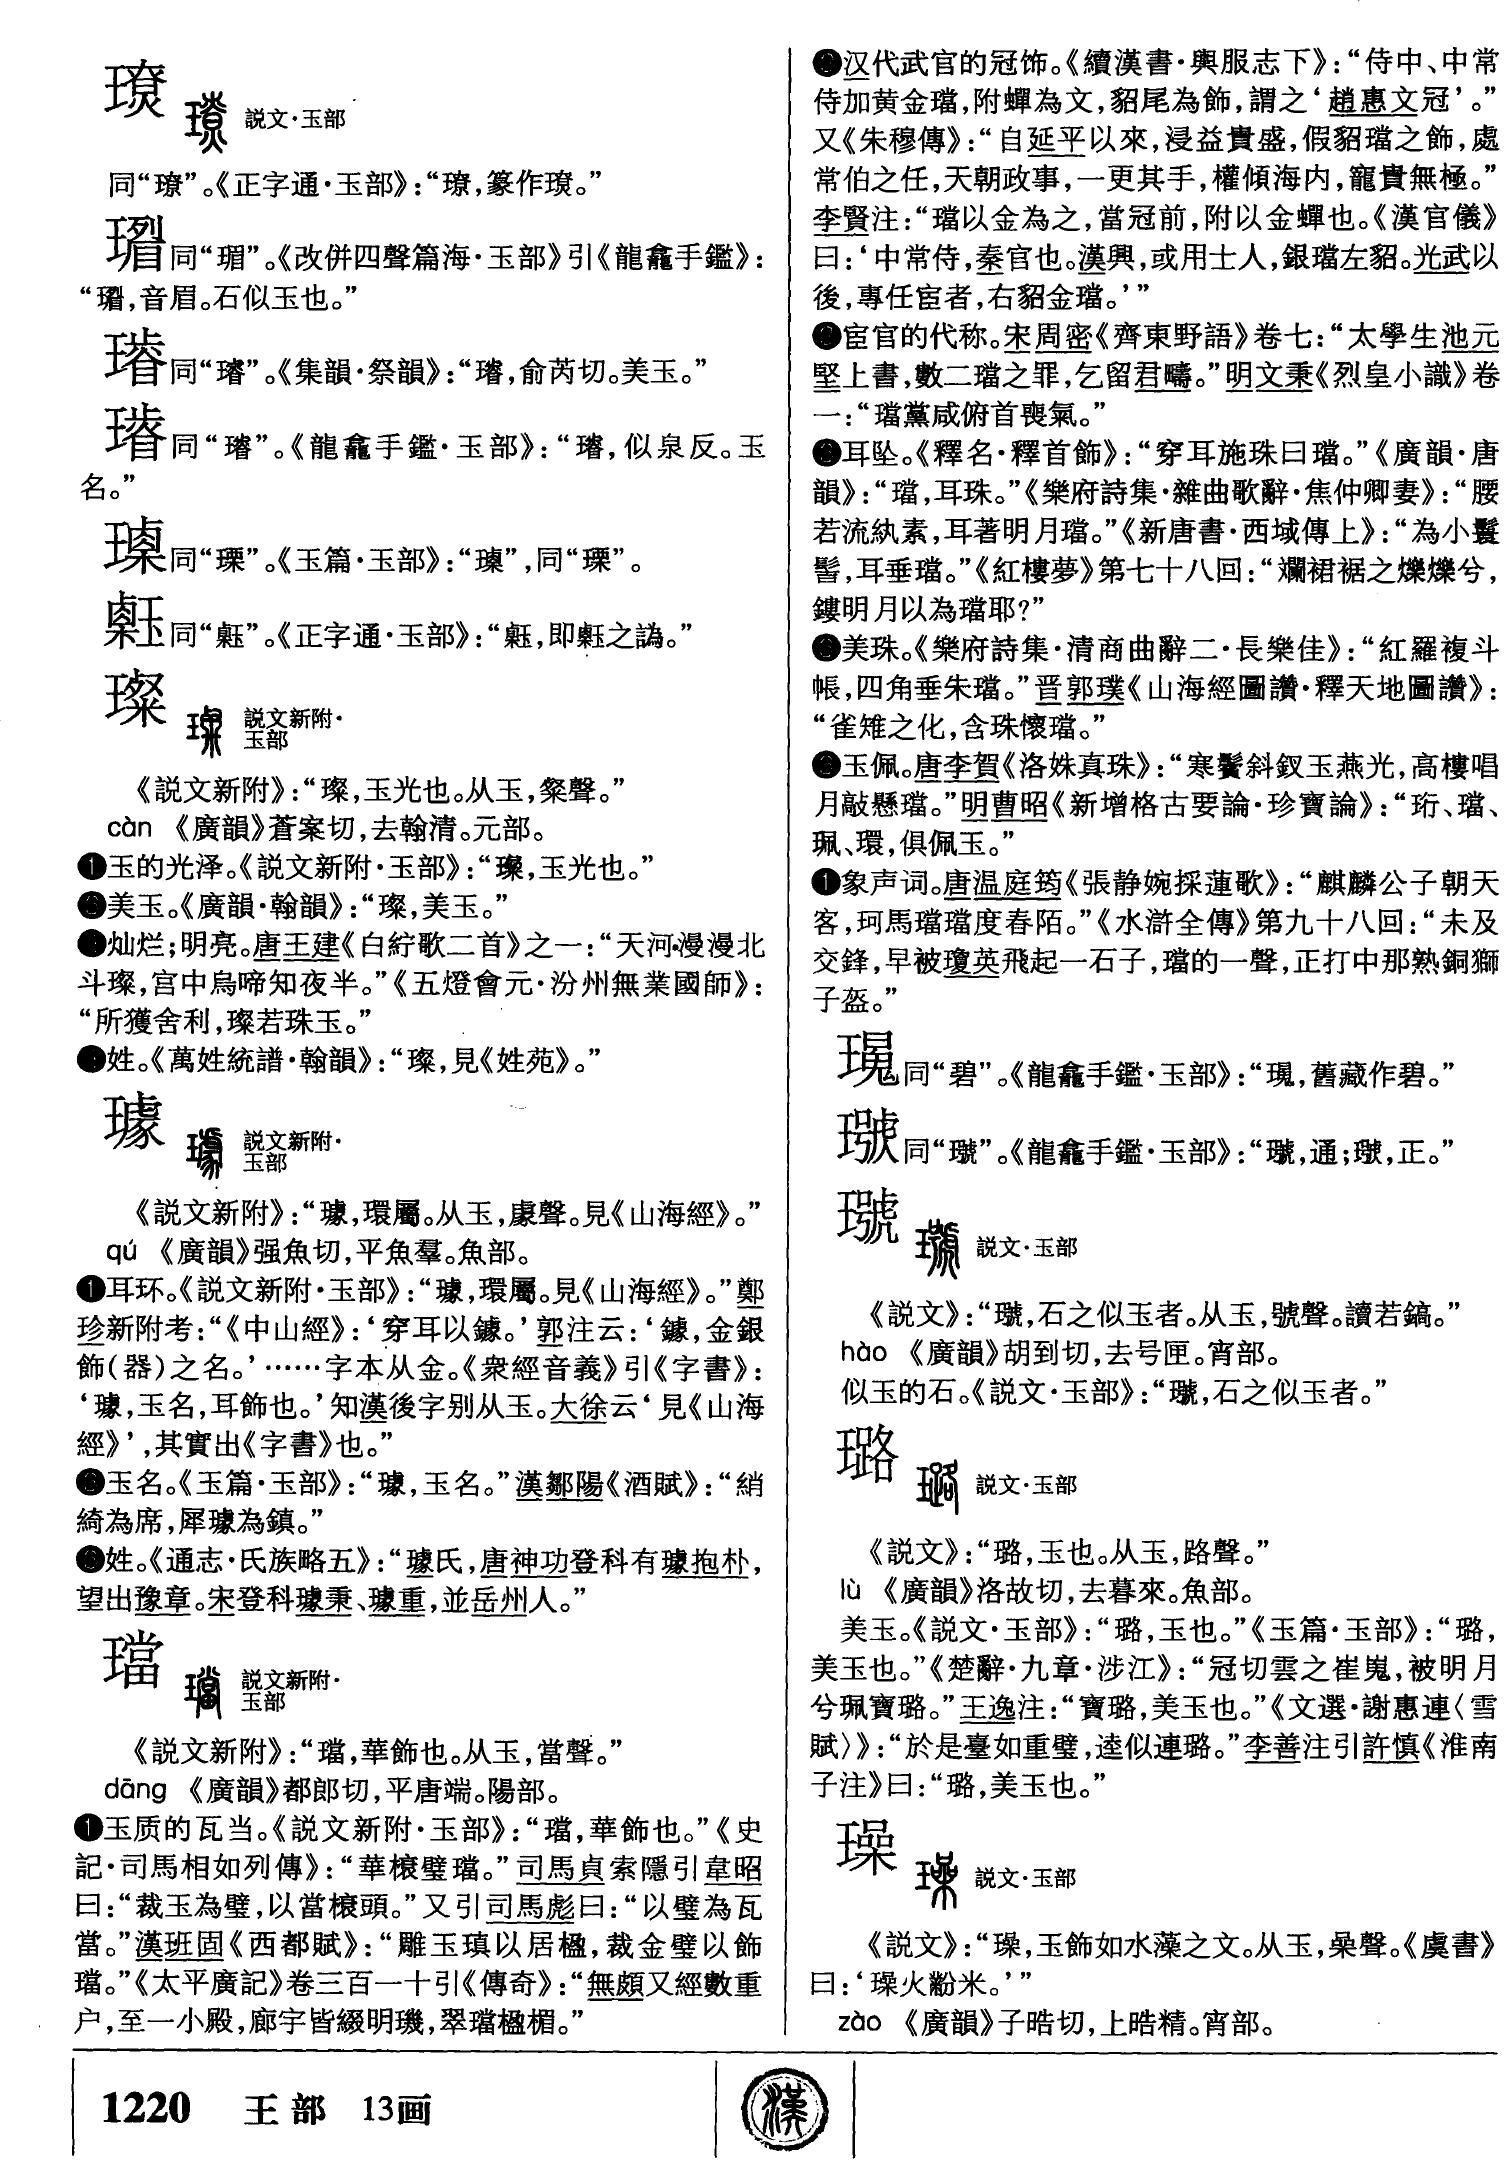 説文·玉部
同“璙”。《正字通·玉部》：“璙，篆作
同“瑂”。《改併四聲篇海·玉部》引《龍龕手鑑》：
音眉。石似玉也。”
同“璿”。《集韻·祭韻》：“璿，俞芮切。美玉。”
同“璿”。《龍龕手鑑·玉部》：“璿，似泉反。玉
名。”
同“瑮”。《玉篇·玉部》： 同“瑮”。
《正字通·玉部》： 之譌。”
璨
説文新附·
玉部
《説文新附》：“璨，玉光也。从玉，粲聲。”
càn 《廣韻》蒼案切，去翰清。元部。
❶玉的光泽。《説文新附·玉部》：“璨，玉光也。”
美玉。《廣韻·翰韻》：“璨，美玉。”
灿烂；明亮。唐王建《白紵歌二首》之一：“天河漫漫北
斗璨，宫中烏啼知夜半。”《五燈會元·汾州無業國師》：
“所獲舍利，璨若珠玉。”
姓。《萬姓統譜·翰韻》：“璨，見《姓苑》。”
璩
説文新附·
玉部
《説文新附》：“璩，環屬。从玉，豦聲。見《山海經》。”
qú 《廣韻》强魚切，平魚羣。魚部。
❶耳环。《説文新附·玉部》：“璩，環屬。見《山海經》。”鄭
珍新附考：“《中山經》：‘穿耳以鐻。’郭注云：‘鐻，金銀
飾（器）之名。’……字本从金。《衆經音義》引《字書》：
‘璩，玉名，耳飾也。’知漢後字别从玉。大徐云‘見《山海
經》’，其實出《字書》也。”
玉名。《玉篇·玉部》：“璩，玉名。”漢鄒陽《酒賦》：“綃
綺為席，犀璩為鎮。”
姓。《通志·氏族略五》：“璩氏，唐神功登科有璩抱朴，
望出豫章。宋登科璩秉、璩重，並岳州人。”
璫
説文新附·
玉部
《説文新附》：“璫，華飾也。从玉，當聲。”
dāng 《廣韻》都郎切，平唐端。陽部。
❶玉质的瓦当。《説文新附·玉部》：“璫，華飾也。”《史
記·司馬相如列傳》：“華榱璧璫。”司馬貞索隱引韋昭
曰：“裁玉為璧，以當榱頭。”又引司馬彪曰：“以璧為瓦
當。”漢班固《西都賦》：“雕玉瑱以居楹，裁金璧以飾
璫。”《太平廣記》卷三百一十引《傳奇》：“無頗又經數重
户，至一小殿，廊宇皆綴明璣，翠璫楹楣。”
汉代武官的冠饰。《續漢書·輿服志下》：“侍中、中常
侍加黄金璫，附蟬為文，貂尾為飾，謂之‘趙惠文冠’。”
又《朱穆傳》：“自延平以來，浸益貴盛，假貂璫之飾，處
常伯之任，天朝政事，一更其手，權傾海内，寵貴無極。”
李賢注：“璫以金為之，當冠前，附以金蟬也。《漢官儀》
曰：‘中常侍，秦官也。漢興，或用士人，銀璫左貂。光武以
後，專任宦者，右貂金璫。’”
宦官的代称。宋周密《齊東野語》卷七：“太學生池元
堅上書，數二璫之罪，乞留君疇。”明文秉《烈皇小識》卷
一：“璫黨咸俯首喪氣。”
耳坠。《釋名·釋首飾》：“穿耳施珠曰璫。”《廣韻·唐
韻》：“璫，耳珠。”《樂府詩集·雜曲歌辭·焦仲卿妻》：“腰
若流紈素，耳著明月璫。”《新唐書·西域傳上》：“為小鬟
髻，耳垂璫。”《紅樓夢》第七十八回：“斕裙裾之爍爍兮，
鏤明月以為璫耶？”
美珠。《樂府詩集·清商曲辭二·長樂佳》：“紅羅複斗
帳，四角垂朱璫。”晋郭璞《山海經圖讚·釋天地圖讚》：
“雀雉之化，含珠懷璫。”
玉佩。唐李賀《洛姝真珠》：“寒鬢斜釵玉燕光，高樓唱
月敲懸璫。”明曹昭《新增格古要論·珍寶論》：“珩、璫、
珮、環，俱佩玉。”
❶象声词。唐温庭筠《張静婉採蓮歌》：“麒麟公子朝天
客，珂馬璫璫度春陌。”《水滸全傳》第九十八回：“未及
交鋒，早被瓊英飛起一石子，璫的一聲，正打中那熟銅獅
子盔。”
同“碧”。《龍龕手鑑·玉部》： 舊藏作碧。”
《龍龕手鑑·玉部》： 通； 正。”
説文·玉部
《説文》： 石之似玉者。从玉，號聲。讀若鎬。”
hào 《廣韻》胡到切，去号匣。宵部。
似玉的石。《説文·玉部》： 石之似玉者。”
璐
説文·玉部
《説文》：“璐，玉也。从玉，路聲。”
lù 《廣韻》洛故切，去暮來。魚部。
美玉。《説文·玉部》：“璐，玉也。”《玉篇·玉部》：“璐，
美玉也。”《楚辭·九章·涉江》：“冠切雲之崔嵬，被明月
兮珮寶璐。”王逸注：“寶璐，美玉也。”《文選·謝惠連〈雪
賦〉》：“於是臺如重璧，逵似連璐。”李善注引許慎《淮南
子注》曰：“璐，美玉也。”
璪
説文·玉部
《説文》：“璪，玉飾如水藻之文。从玉，喿聲。《虞書》
曰：‘璪火黺米。’”
zǎo 《廣韻》子晧切，上晧精。宵部。
1220 王部 13画
漢